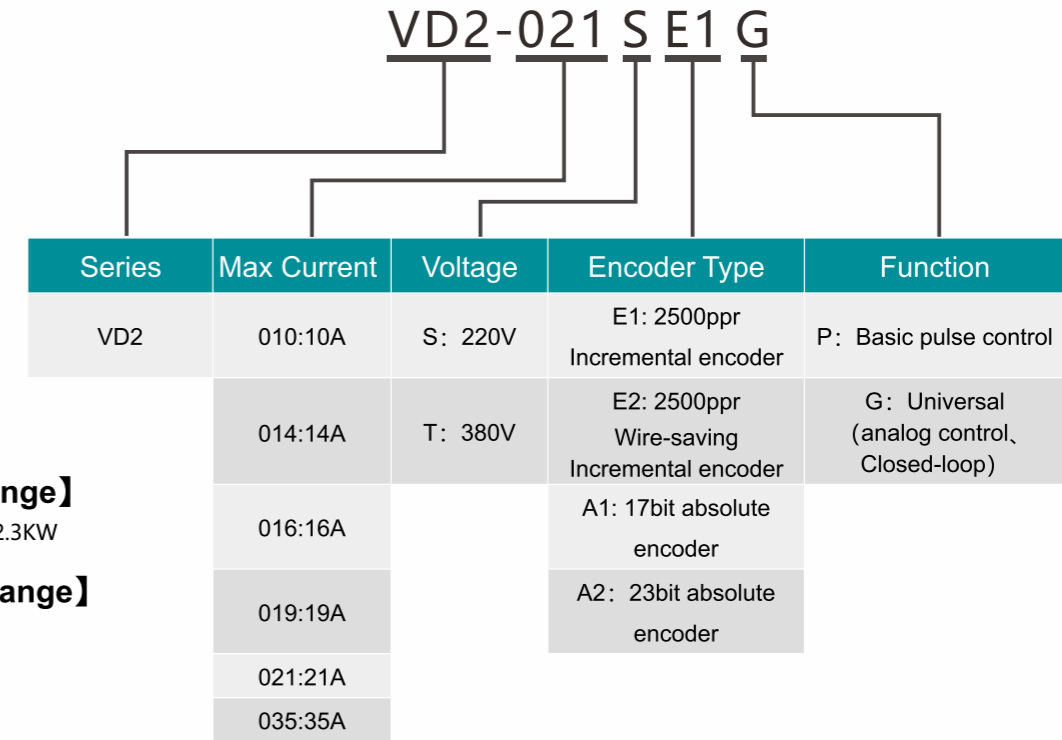 VD2-021 S E1 G
Series
Max Current
Voltage
Encoder Type
Function
VD2
010:10A
S：220V
E1: 2500ppr
Incremental encoder
P：Basic pulse control
014:14A
T：380V
E2: 2500ppr
Wire-saving
Incremental encoder
G：Universal
（analog control、
Closed-loop）
016:16A
A1: 17bit absolute
encoder
019:19A
A2：23bit absolute
encoder
021:21A
035:35A
nge】
2.3KW
ange】